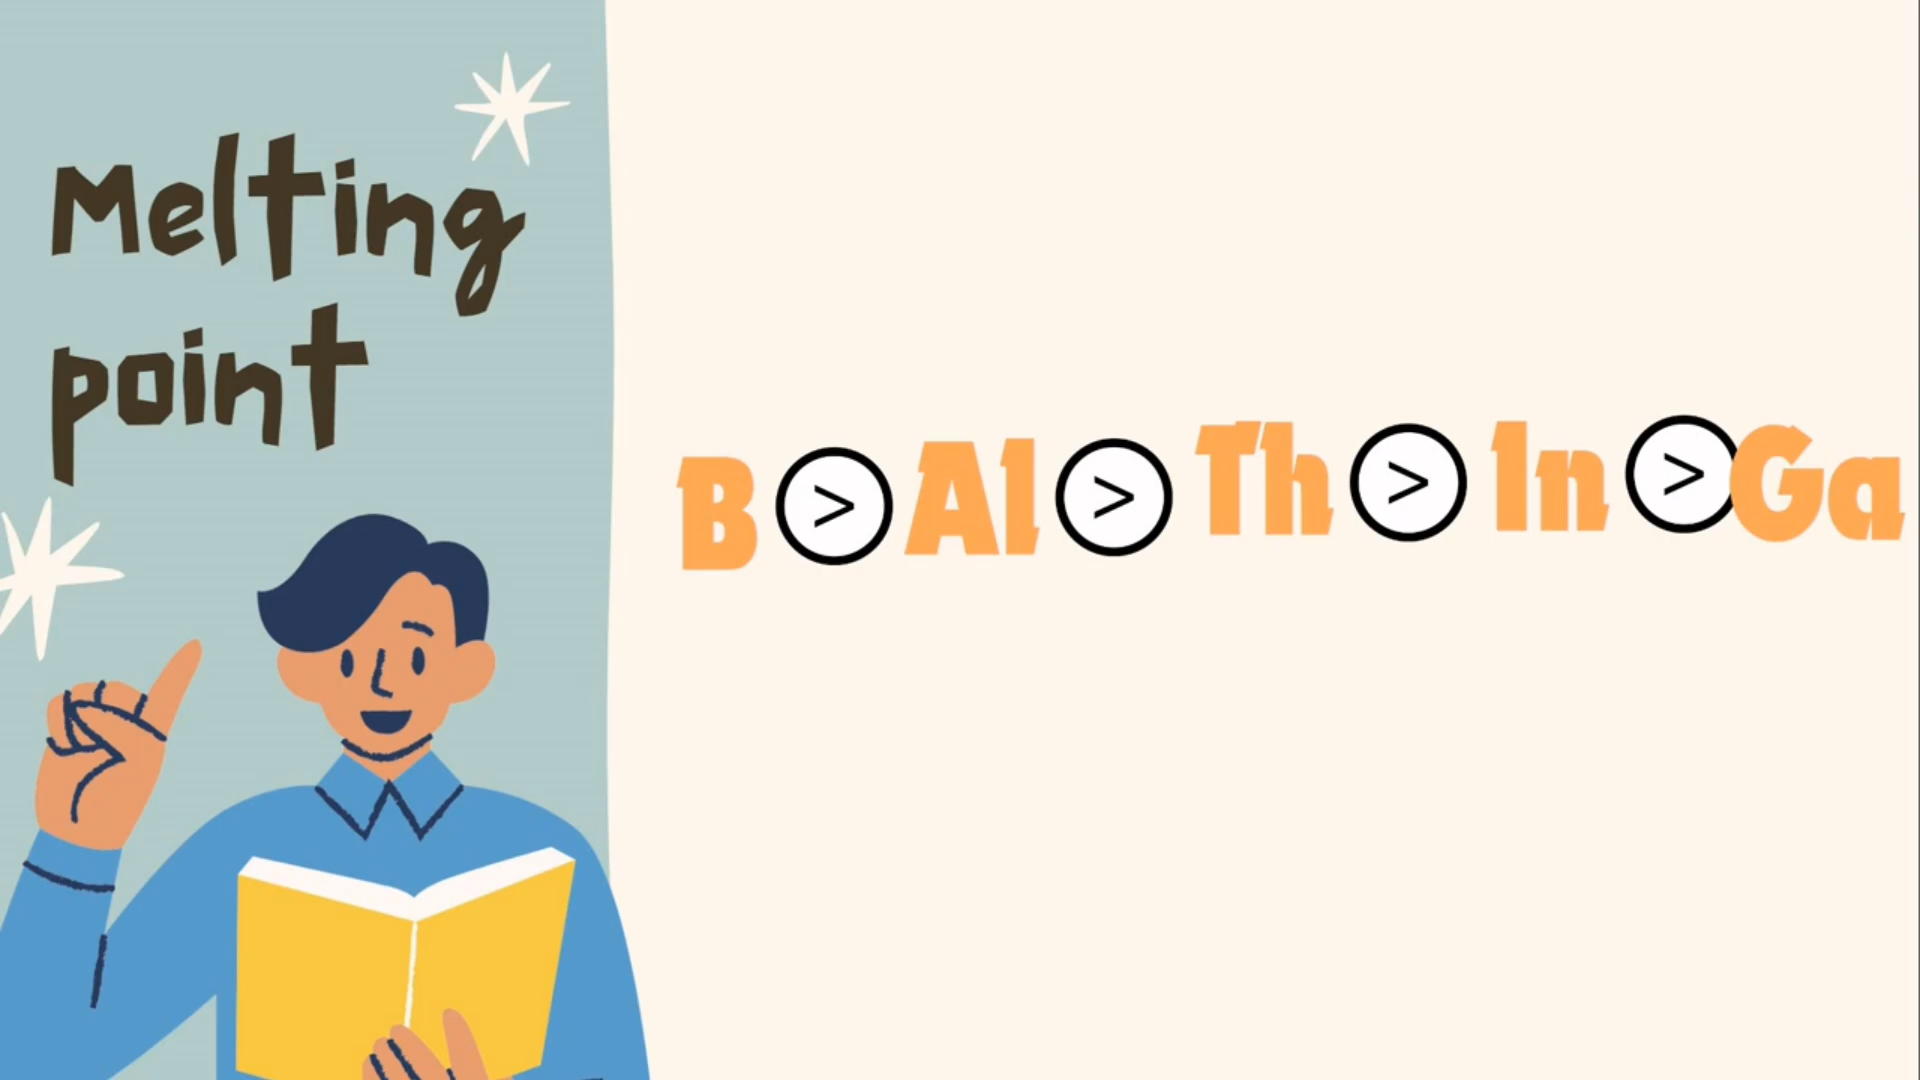 Melting
point
B > Al > Th > In > Ga